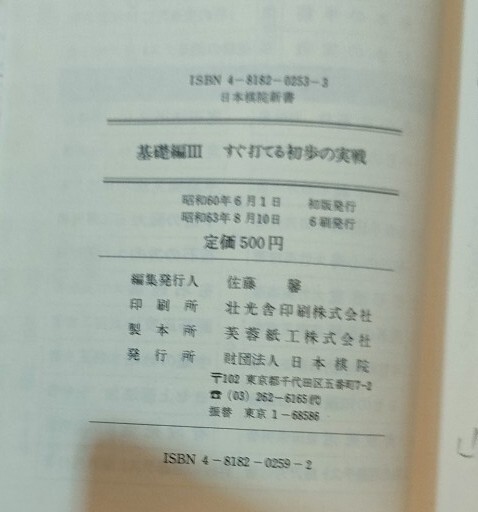 ISBN 4-8182-0253-3
日本棋院新書
基礎編III すぐ打てる初歩の実戦
昭和60年6月1日 初版発行
昭和63年8月10日 6刷発行
定価500円
編集発行人 佐藤 馨
印刷所 壮光舎印刷株式会社
製本所 芙蓉紙工株式会社
発行所 財団法人 日本棋院
〒102 東京都千代田区五番町7-2
☎(03) 262-6165㈹
振替 東京1-68586
ISBN 4-8182-0259-2